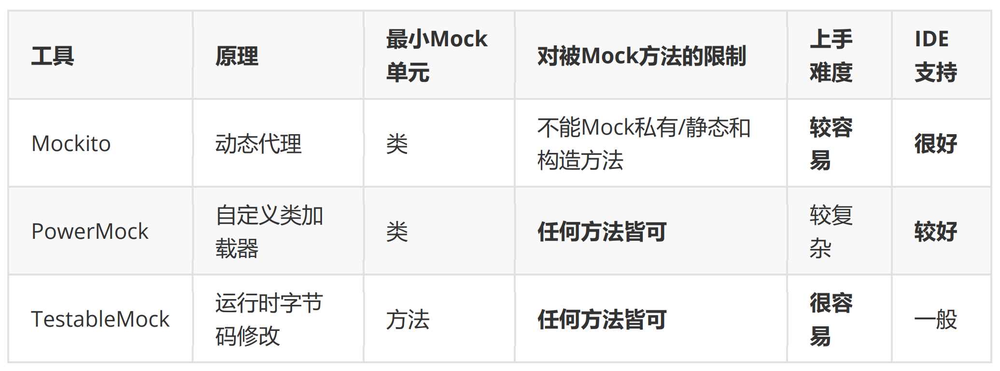 工具
原理
最小Mock
单元
对被Mock方法的限制
上手
难度
IDE
支持
Mockito
动态代理
类
不能Mock私有/静态和
构造方法
较容
易
很好
PowerMock
自定义类加
载器
类
任何方法皆可
较复
杂
较好
TestableMock
运行时字节
码修改
方法
任何方法皆可
很容
易
一般